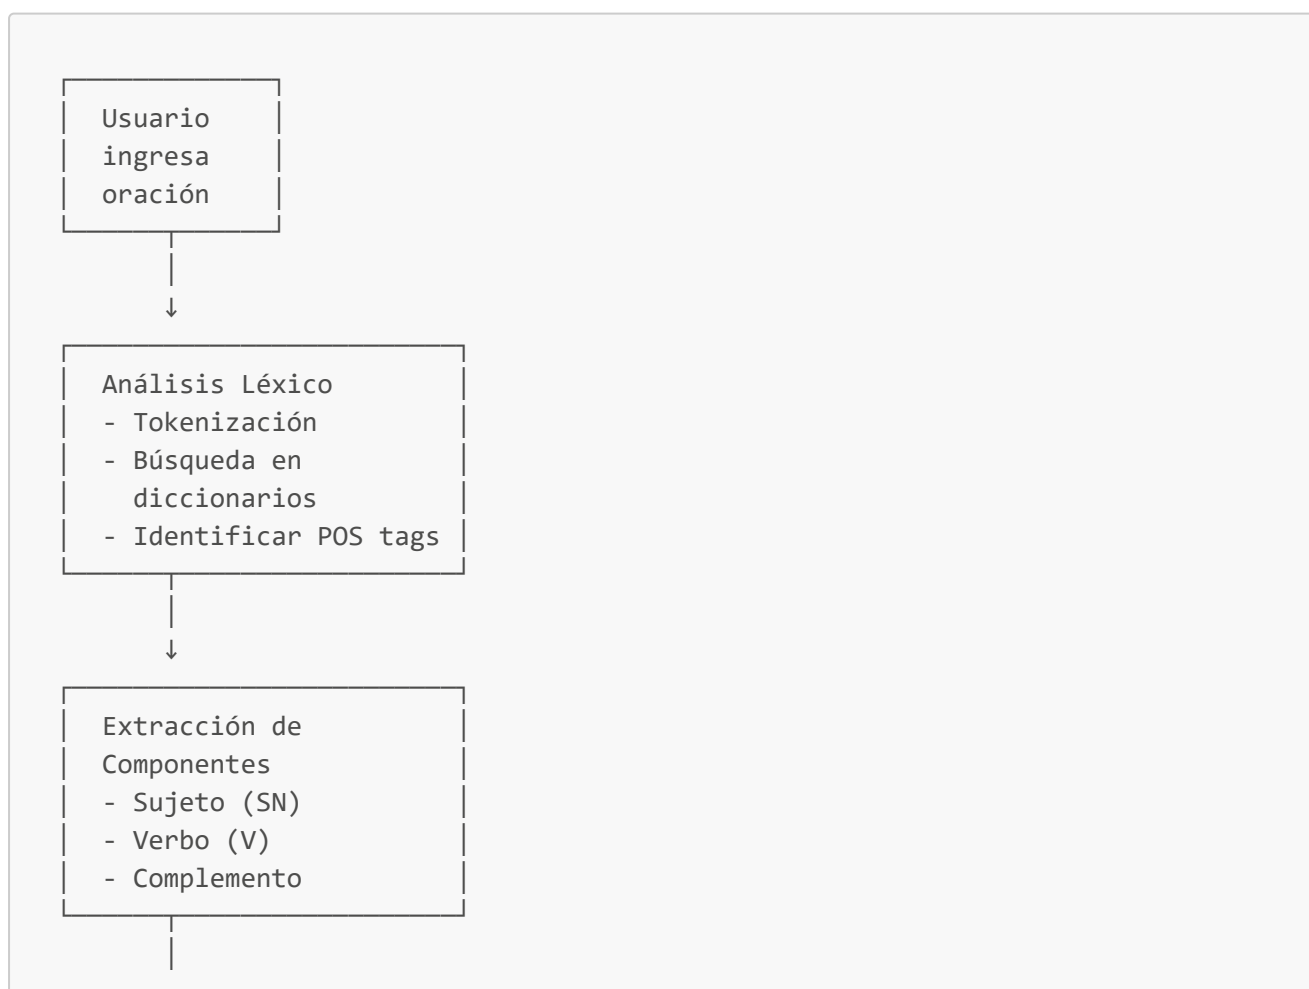 Usuario
ingresa
oración
↓
Análisis Léxico
- Tokenización
- Búsqueda en
diccionarios
- Identificar POS tags
↓
Extracción de
Componentes
- Sujeto (SN)
- Verbo (V)
- Complemento